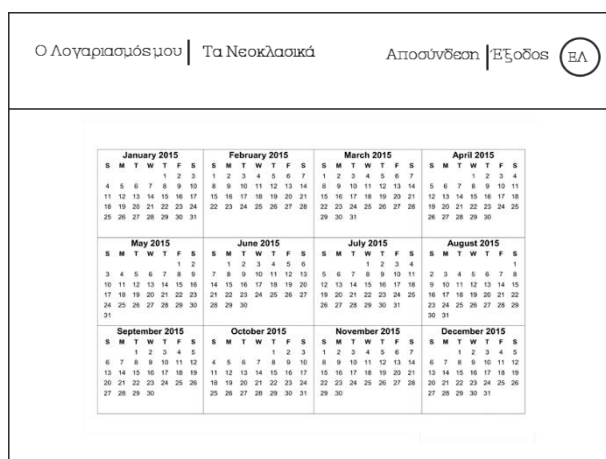 Ο Λογαριασμός μου | Τα Νεοκλασικά
Αποσύνδεση | Έξοδος
ΕΛ
January 2015
S M T W T F S
1 2 3
4 5 6 7 8 9 10
11 12 13 14 15 16 17
18 19 20 21 22 23 24
25 26 27 28 29 30 31
February 2015
S M T W T F S
1 2 3 4 5 6 7
8 9 10 11 12 13 14
15 16 17 18 19 20 21
22 23 24 25 26 27 28
March 2015
S M T W T F S
1 2 3 4 5 6 7
8 9 10 11 12 13 14
15 16 17 18 19 20 21
22 23 24 25 26 27 28
29 30 31
April 2015
S M T W T F S
1 2 3 4
5 6 7 8 9 10 11
12 13 14 15 16 17 18
19 20 21 22 23 24 25
26 27 28 29 30
May 2015
S M T W T F S
1 2
3 4 5 6 7 8 9
10 11 12 13 14 15 16
17 18 19 20 21 22 23
24 25 26 27 28 29 30
31
June 2015
S M T W T F S
1 2 3 4 5 6
7 8 9 10 11 12 13
14 15 16 17 18 19 20
21 22 23 24 25 26 27
28 29 30
July 2015
S M T W T F S
1 2 3 4
5 6 7 8 9 10 11
12 13 14 15 16 17 18
19 20 21 22 23 24 25
26 27 28 29 30 31
August 2015
S M T W T F S
1
2 3 4 5 6 7 8
9 10 11 12 13 14 15
16 17 18 19 20 21 22
23 24 25 26 27 28 29
30 31
September 2015
S M T W T F S
1 2 3 4 5
6 7 8 9 10 11 12
13 14 15 16 17 18 19
20 21 22 23 24 25 26
27 28 29 30
October 2015
S M T W T F S
1 2 3
4 5 6 7 8 9 10
11 12 13 14 15 16 17
18 19 20 21 22 23 24
25 26 27 28 29 30 31
November 2015
S M T W T F S
1 2 3 4 5 6 7
8 9 10 11 12 13 14
15 16 17 18 19 20 21
22 23 24 25 26 27 28
29 30
December 2015
S M T W T F S
1 2 3 4 5
6 7 8 9 10 11 12
13 14 15 16 17 18 19
20 21 22 23 24 25 26
27 28 29 30 31